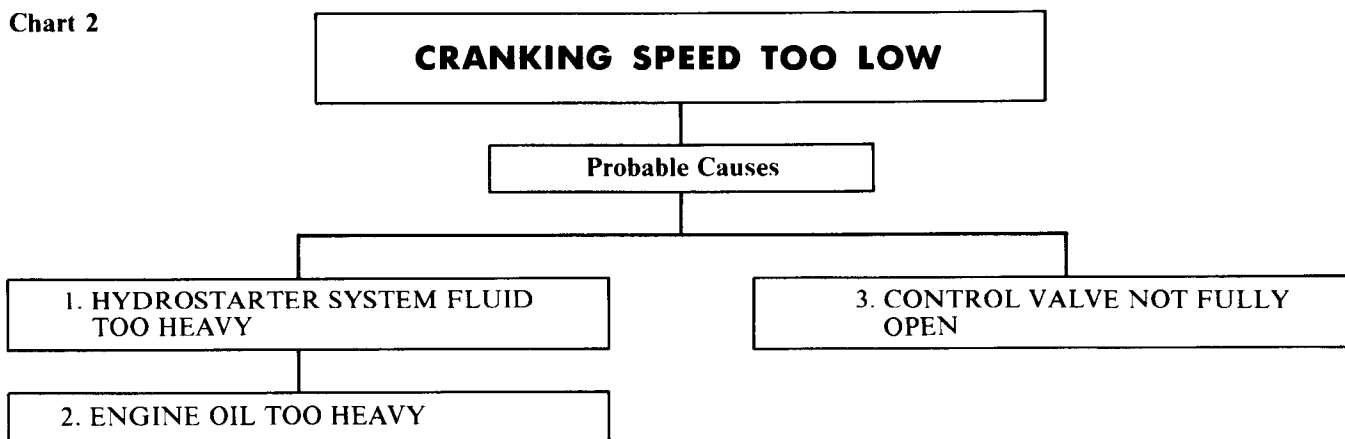 Chart 2
CRANKING SPEED TOO LOW
Probable Causes
1. HYDROSTARTER SYSTEM FLUID
TOO HEAVY
2. ENGINE OIL TOO HEAVY
3. CONTROL VALVE NOT FULLY
OPEN